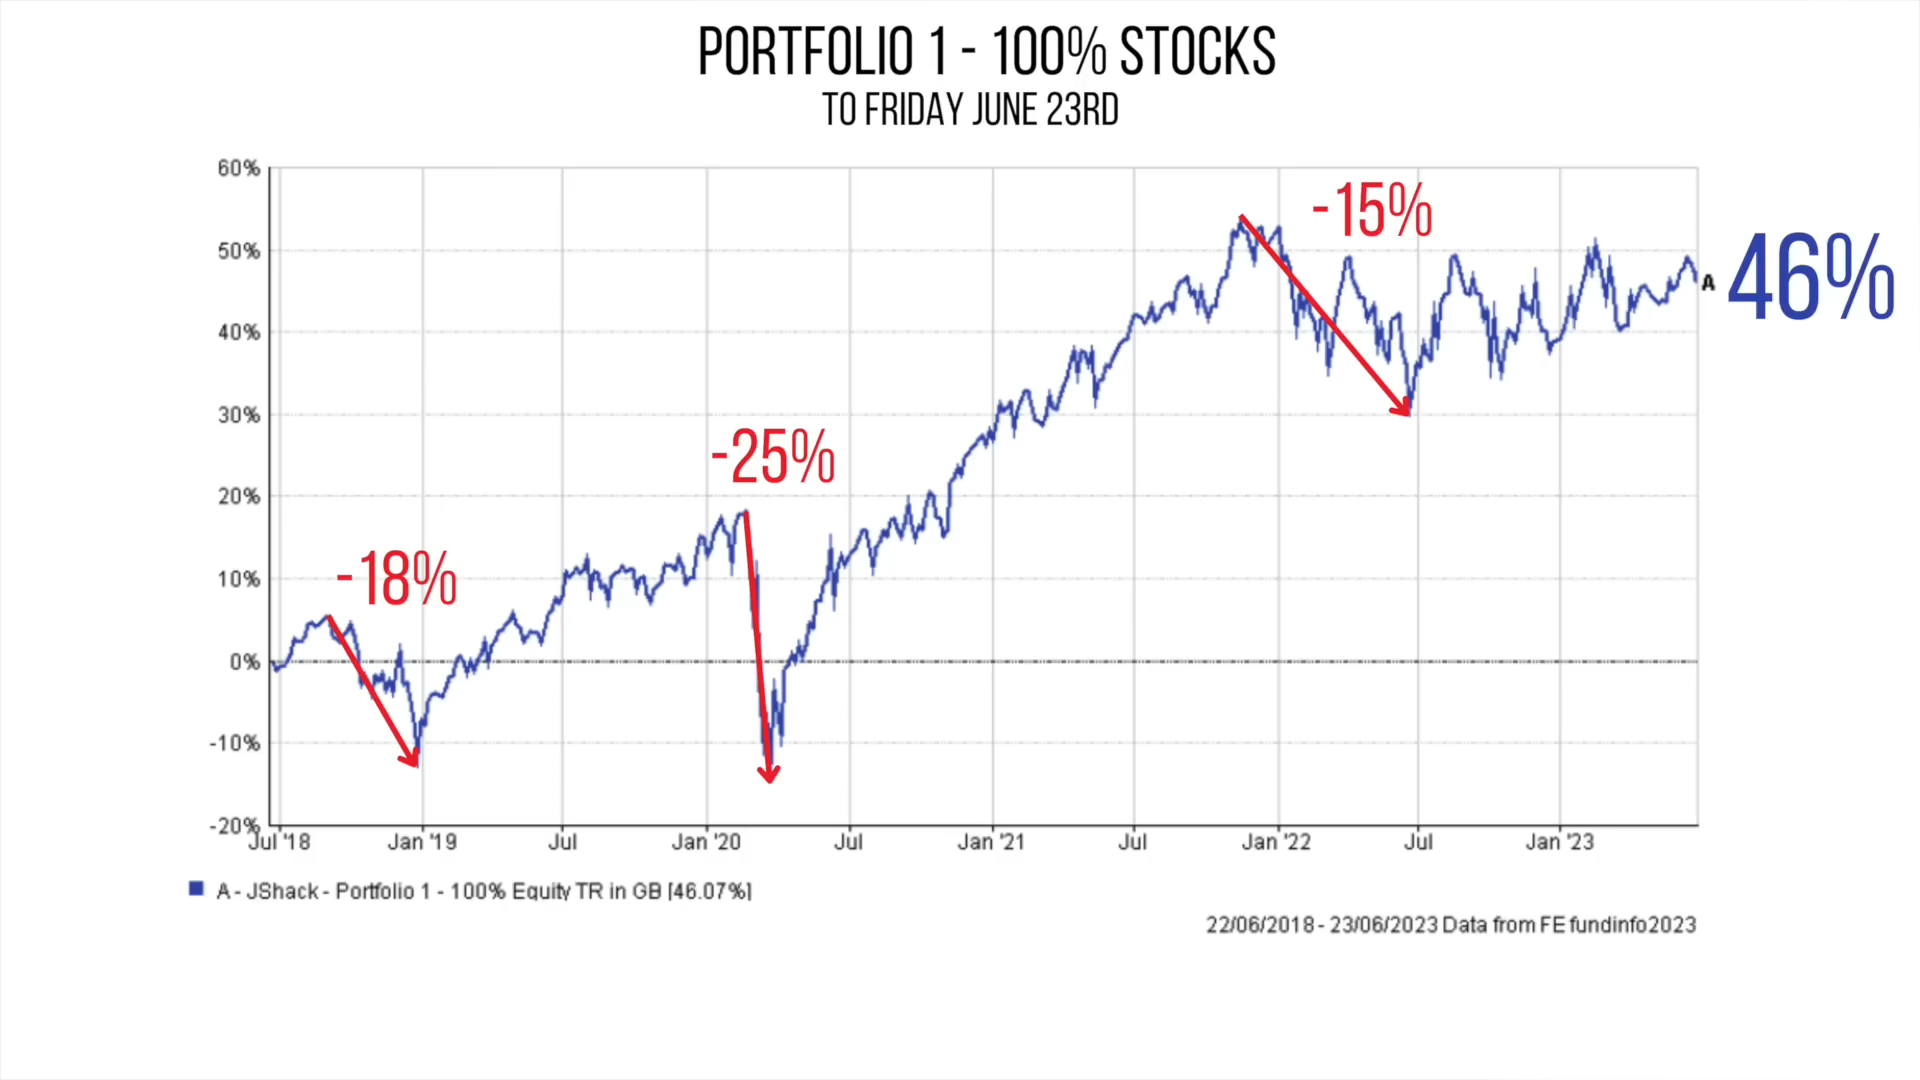 PORTFOLIO 1 - 100% STOCKS
TO FRIDAY JUNE 23RD
60%
50%
40%
30%
20%
10%
0%
-10%
-20%
-18%
-25%
-15%
A
46%
Jul '18 Jan '19 Jul Jan '20 Jul Jan '21 Jul Jan '22 Jul Jan '23
A - JShack - Portfolio 1 - 100% Equity TR in GB [46.07%]
22/06/2018 - 23/06/2023 Data from FE fundinfo2023